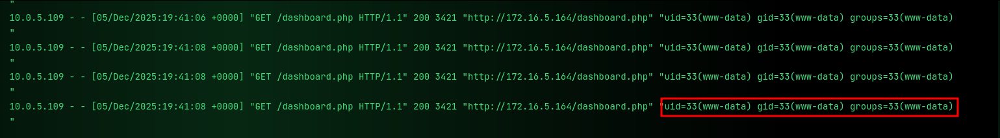 "
10.0.5.109 - - [05/Dec/2025:19:41:06 +0000] "GET /dashboard.php HTTP/1.1" 200 3421 "http://172.16.5.164/dashboard.php" "uid=33(www-data) gid=33(www-data) groups=33(www-data)
"
10.0.5.109 - - [05/Dec/2025:19:41:08 +0000] "GET /dashboard.php HTTP/1.1" 200 3421 "http://172.16.5.164/dashboard.php" "uid=33(www-data) gid=33(www-data) groups=33(www-data)
"
10.0.5.109 - - [05/Dec/2025:19:41:08 +0000] "GET /dashboard.php HTTP/1.1" 200 3421 "http://172.16.5.164/dashboard.php" "uid=33(www-data) gid=33(www-data) groups=33(www-data)
"
10.0.5.109 - - [05/Dec/2025:19:41:08 +0000] "GET /dashboard.php HTTP/1.1" 200 3421 "http://172.16.5.164/dashboard.php" "uid=33(www-data) gid=33(www-data) groups=33(www-data)
"